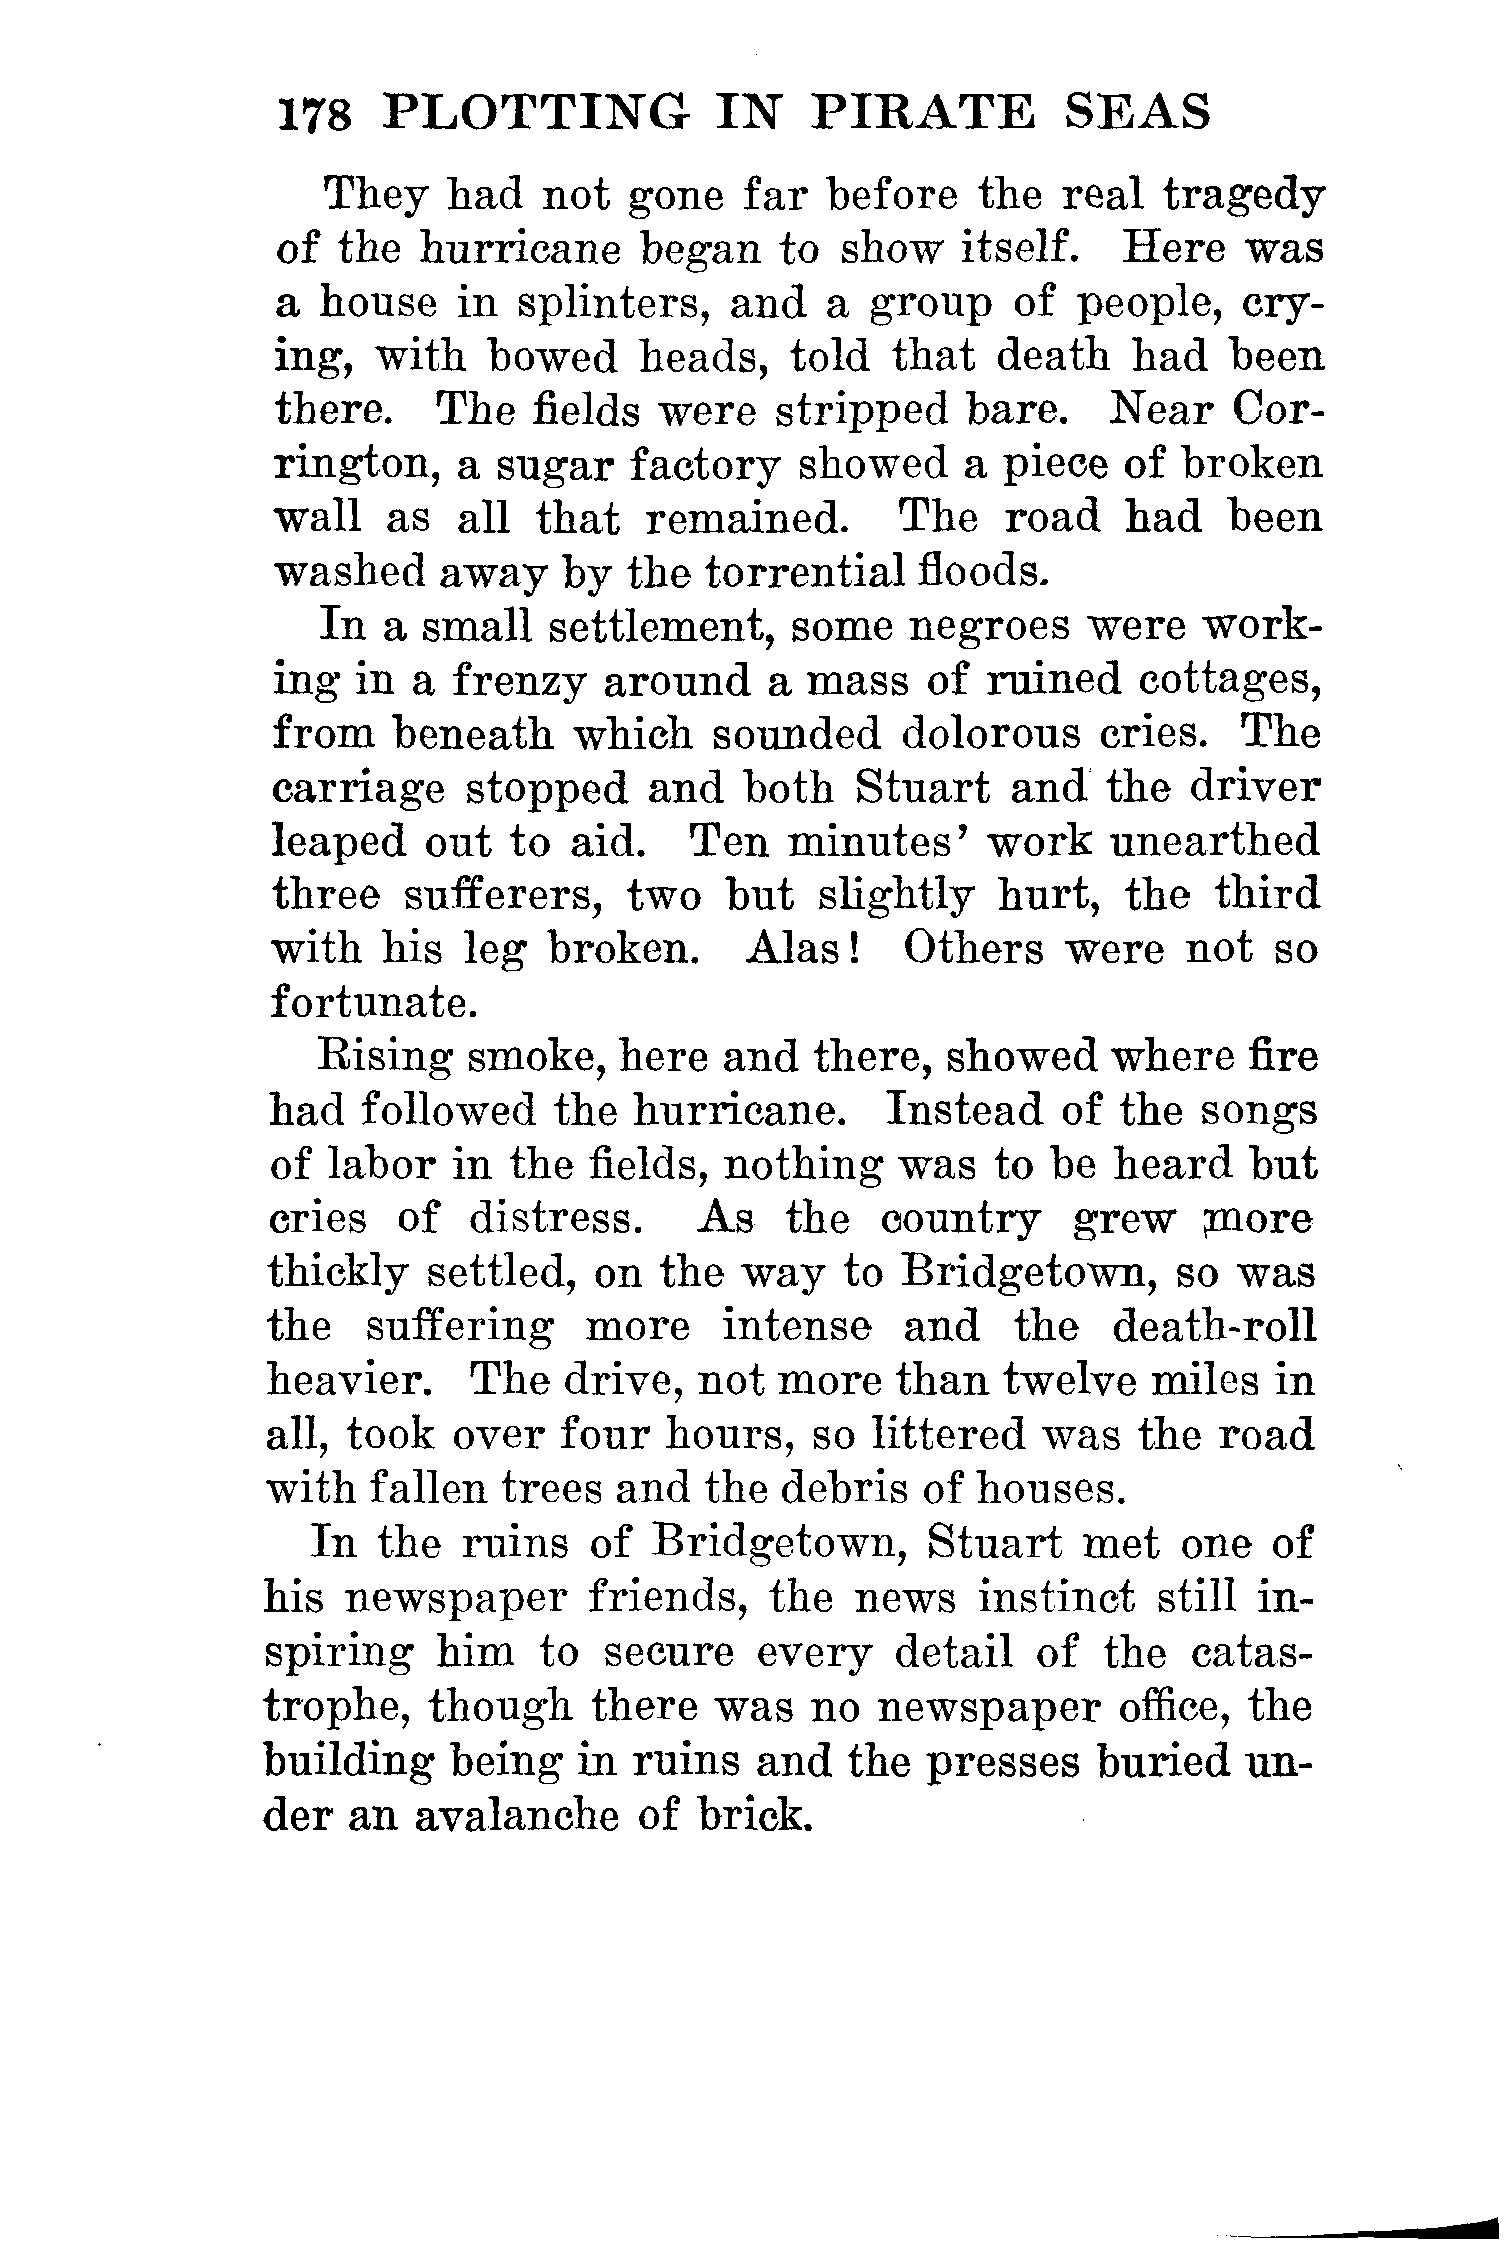 178 PLOTTING IN PIRATE SEAS
They had not gone far before the real tragedy
of the hurricane began to show itself. Here was
a house in splinters, and a group of people, cry-
ing, with bowed heads, told that death had been
there. The fields were stripped bare. Near Cor-
rington, a sugar factory showed a piece of broken
wall as all that remained. The road had been
washed away by the torrential floods.
In a small settlement, some negroes were work-
ing in a frenzy around a mass of ruined cottages,
from beneath which sounded dolorous cries. The
carriage stopped and both Stuart and the driver
leaped out to aid. Ten minutes' work unearthed
three sufferers, two but slightly hurt, the third
with his leg broken. Alas! Others were not so
fortunate.
Rising smoke, here and there, showed where fire
had followed the hurricane. Instead of the songs
of labor in the fields, nothing was to be heard but
cries of distress. As the country grew more
thickly settled, on the way to Bridgetown, so was
the suffering more intense and the death-roll
heavier. The drive, not more than twelve miles in
all, took over four hours, so littered was the road
with fallen trees and the debris of houses.
In the ruins of Bridgetown, Stuart met one of
his newspaper friends, the news instinct still in-
spiring him to secure every detail of the catas-
trophe, though there was no newspaper office, the
building being in ruins and the presses buried un-
der an avalanche of brick.